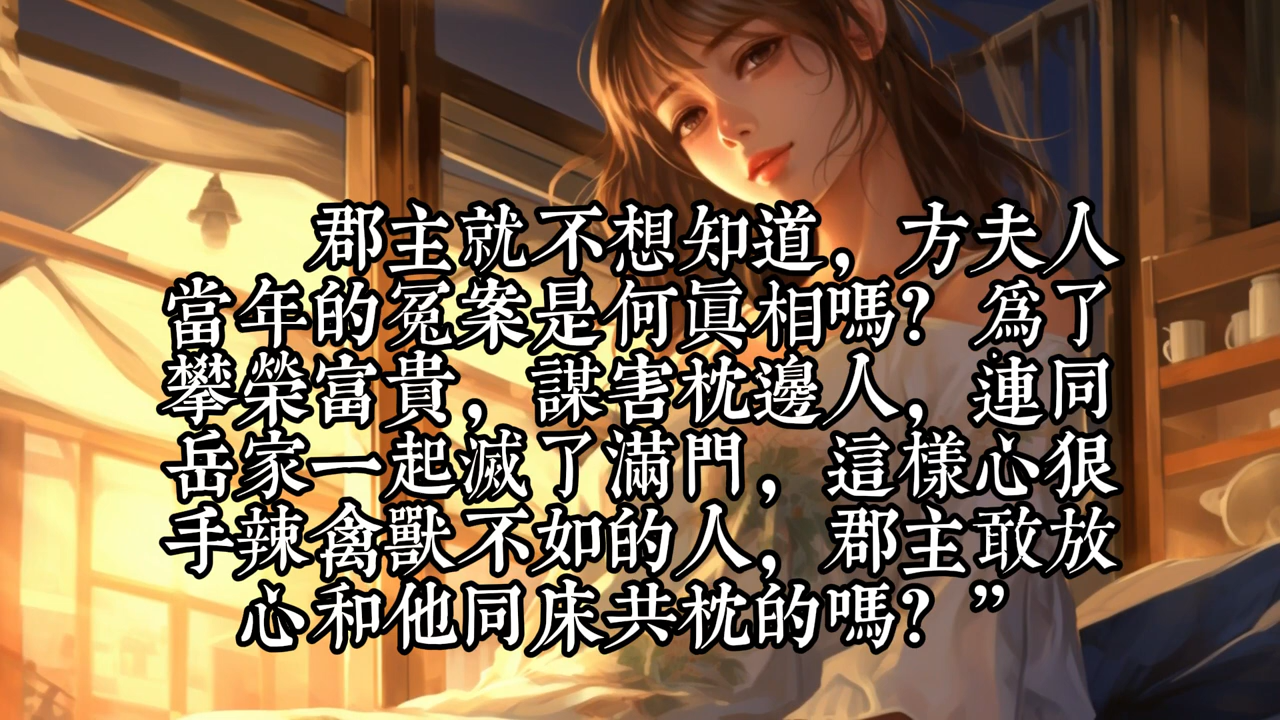 郡主就不想知道，方夫人
當年的冤案是何眞相嗎？爲了
攀榮富貴，謀害枕邊人，連同
岳家一起滅了滿門，這樣心狠
手辣禽獸不如的人，郡主敢放
心和他同床共枕的嗎？”